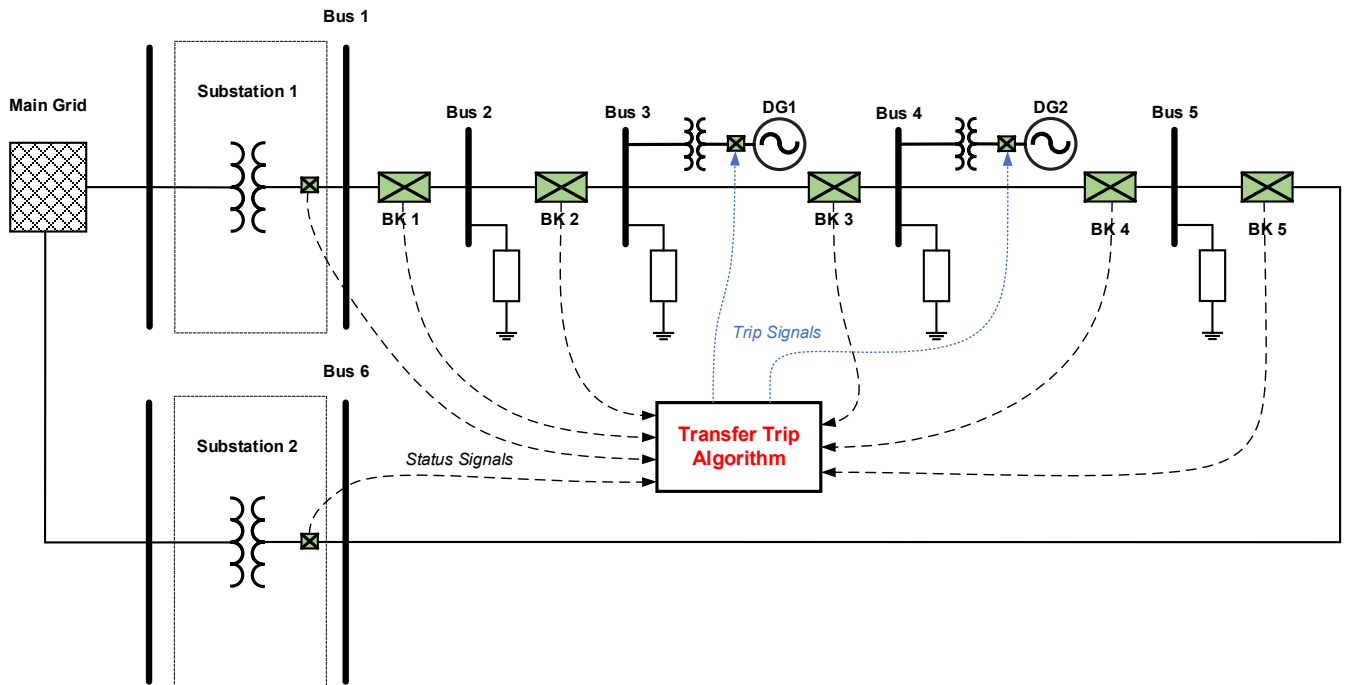 Bus 1
Substation 1
Main Grid
Bus 2
Bus 3
DG1
Bus 4
DG2
Bus 5
BK 1
BK 2
BK 3
BK 4
BK 5
Trip Signals
Bus 6
Substation 2
Transfer Trip
Algorithm
Status Signals